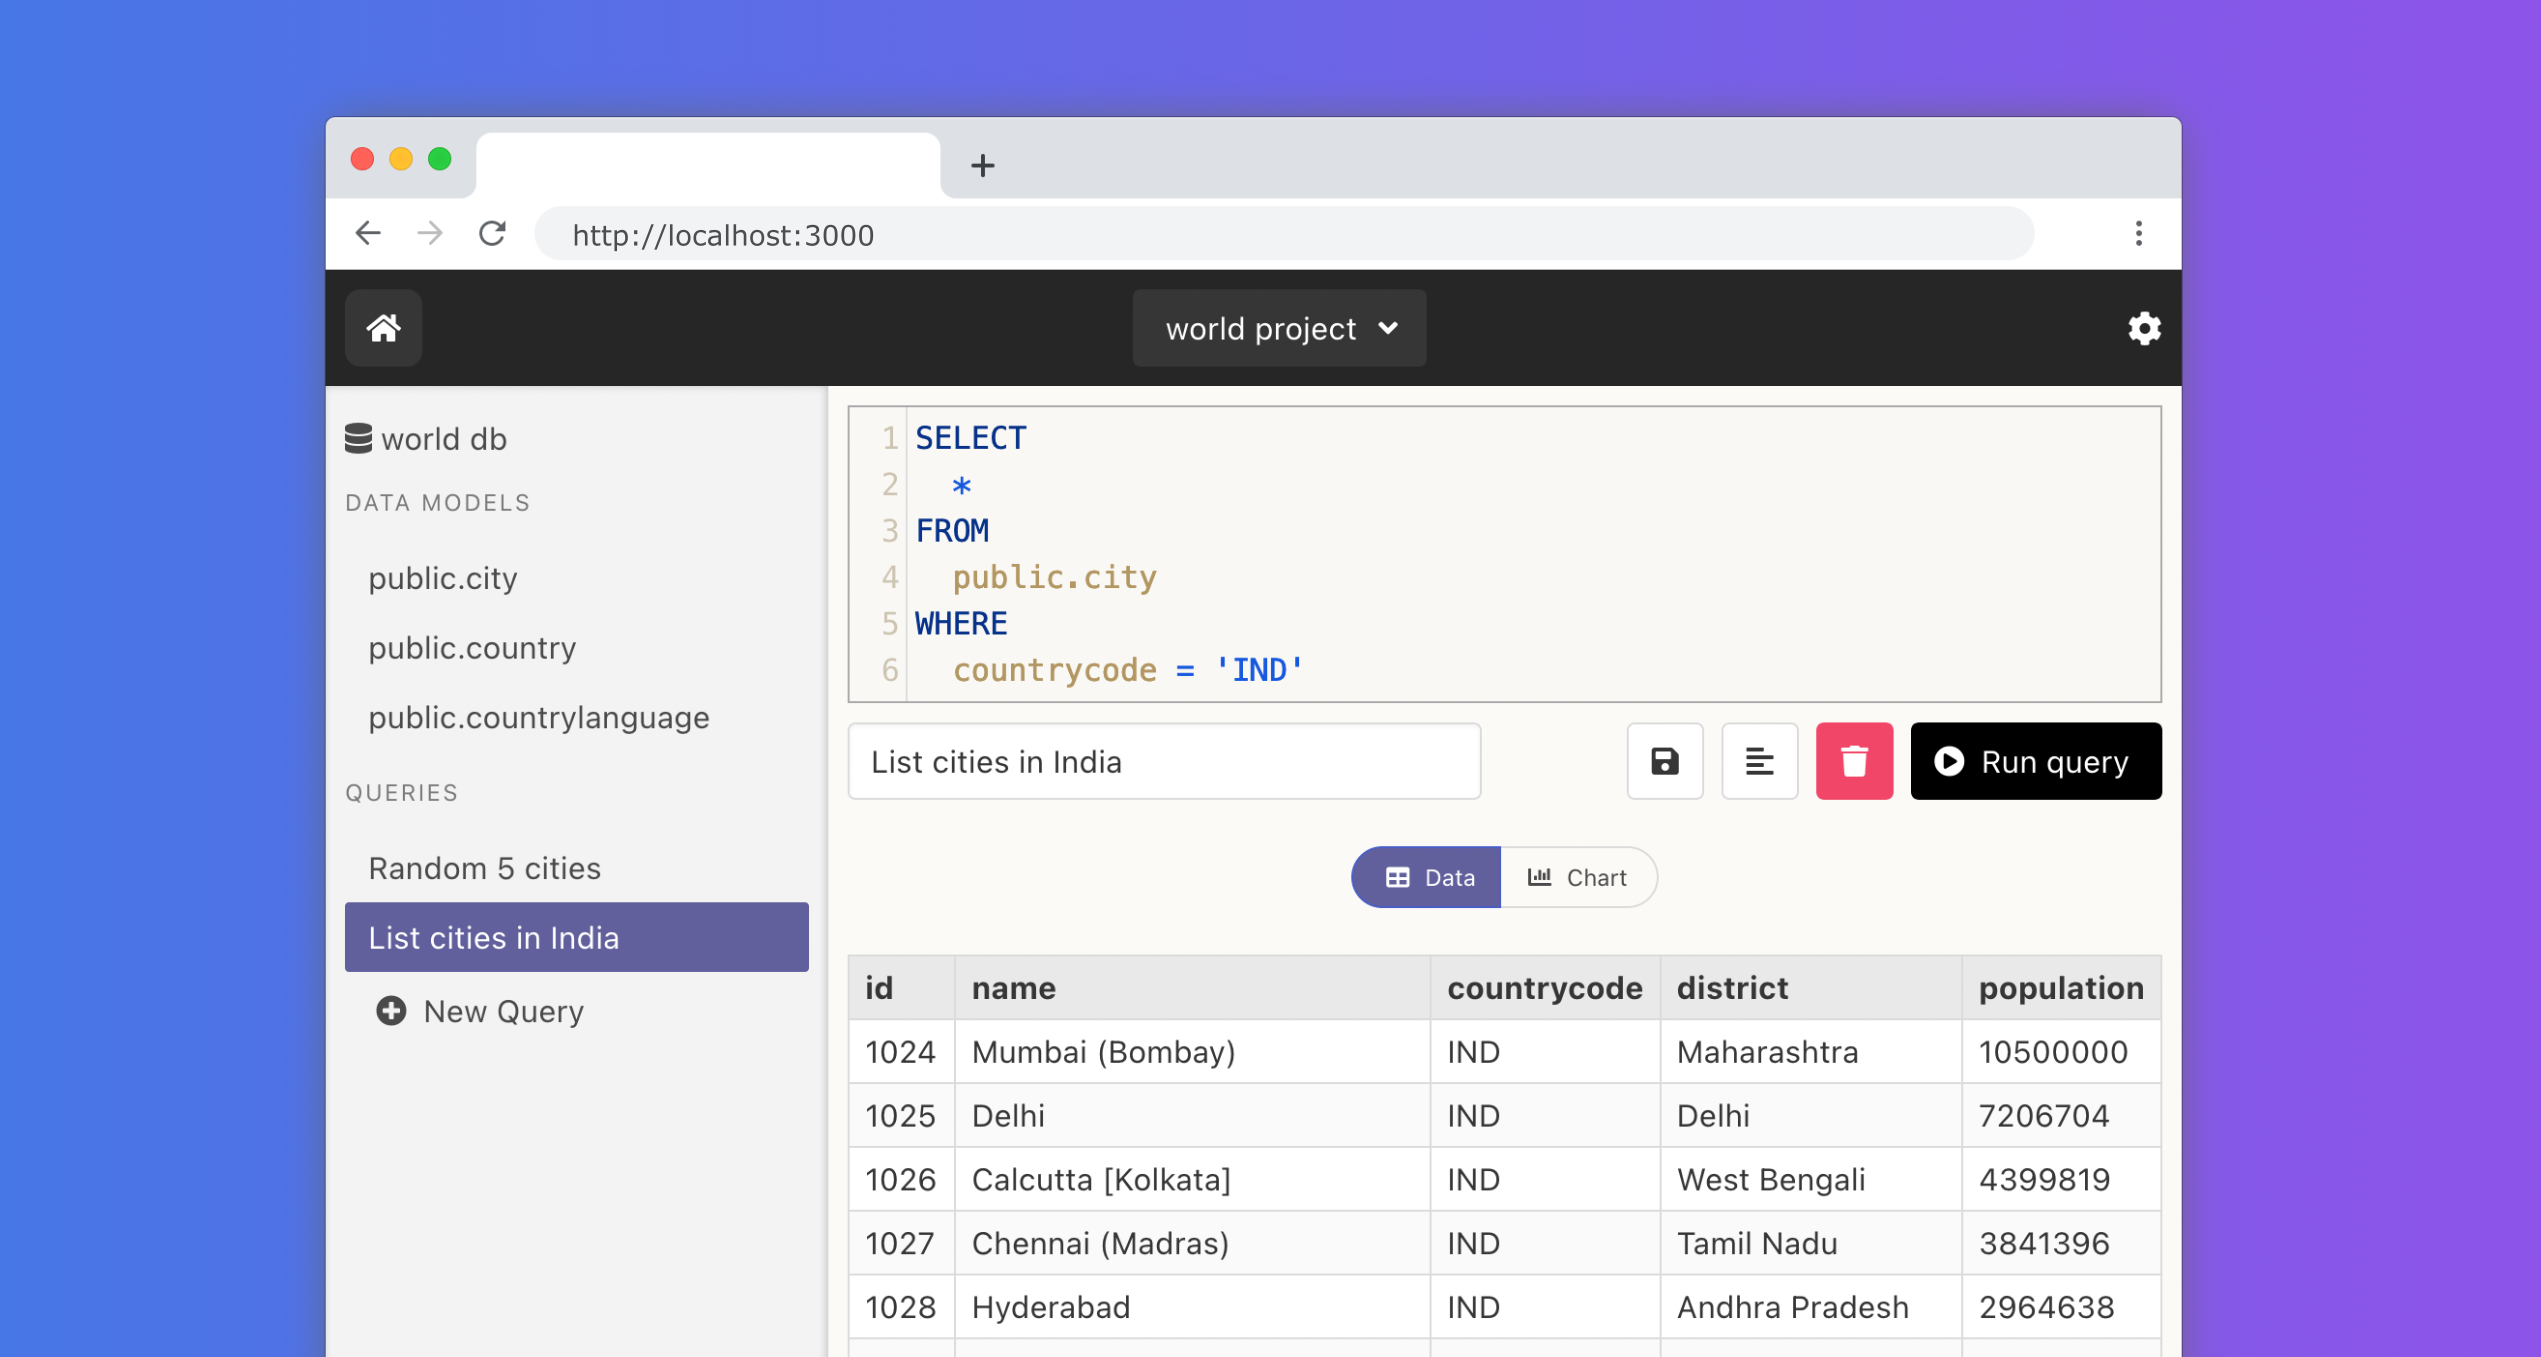 http://localhost:3000
world project
world db
DATA MODELS
public.city
public.country
public.countrylanguage
QUERIES
Random 5 cities
List cities in India
New Query
1 SELECT
2 *
3 FROM
4 public.city
5 WHERE
6 countrycode = 'IND'
List cities in India
Run query
Data Chart
id name countrycode district population
1024 Mumbai (Bombay) IND Maharashtra 10500000
1025 Delhi IND Delhi 7206704
1026 Calcutta [Kolkata] IND West Bengali 4399819
1027 Chennai (Madras) IND Tamil Nadu 3841396
1028 Hyderabad IND Andhra Pradesh 2964638